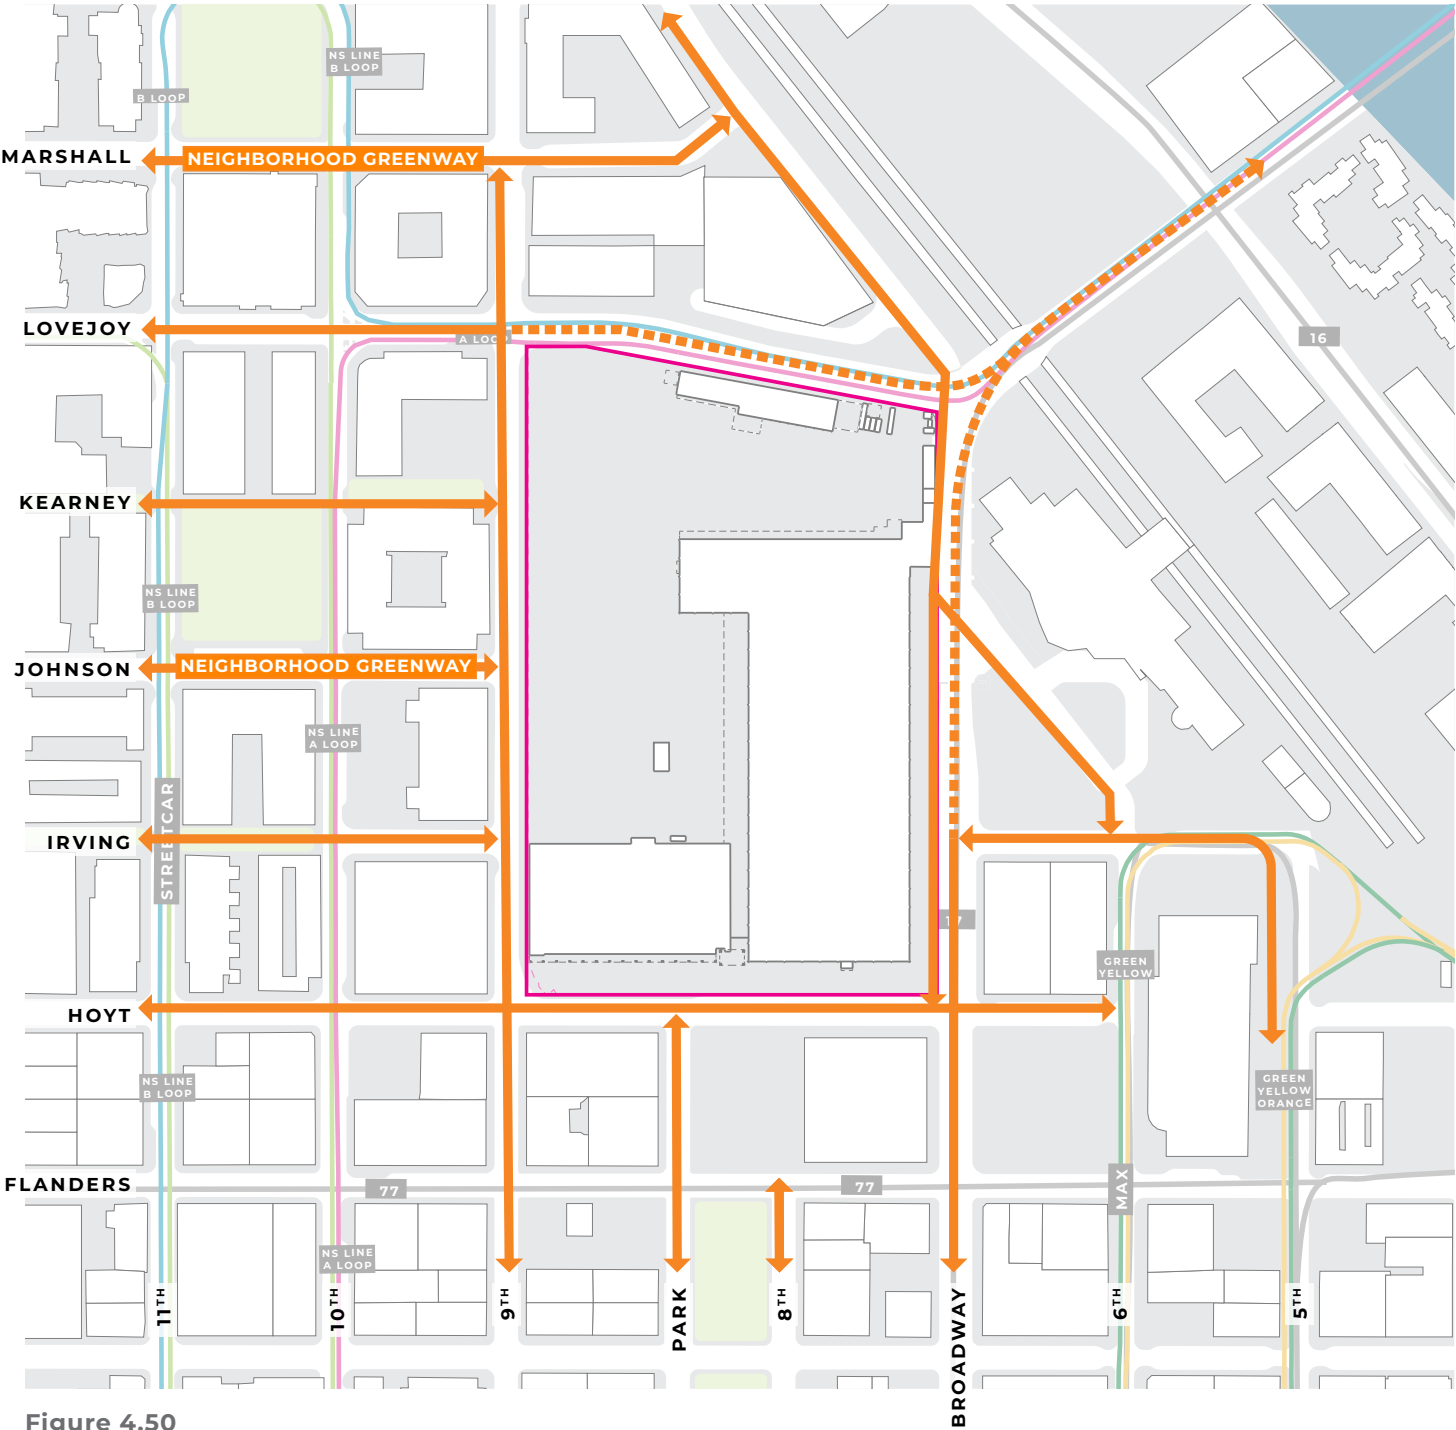 NS LINE
B LOOP
B LOOP
MARSHALL
NEIGHBORHOOD GREENWAY
LOVEJOY
A LOOP
16
KEARNEY
NS LINE
B LOOP
JOHNSON
NEIGHBORHOOD GREENWAY
NS LINE
A LOOP
STREETCAR
IRVING
17
GREEN
YELLOW
HOYT
NS LINE
B LOOP
GREEN
YELLOW
ORANGE
FLANDERS
77
77
MAX
NS LINE
A LOOP
11TH
10TH
9TH
PARK
8TH
BROADWAY
6TH
5TH
Figure 4.50